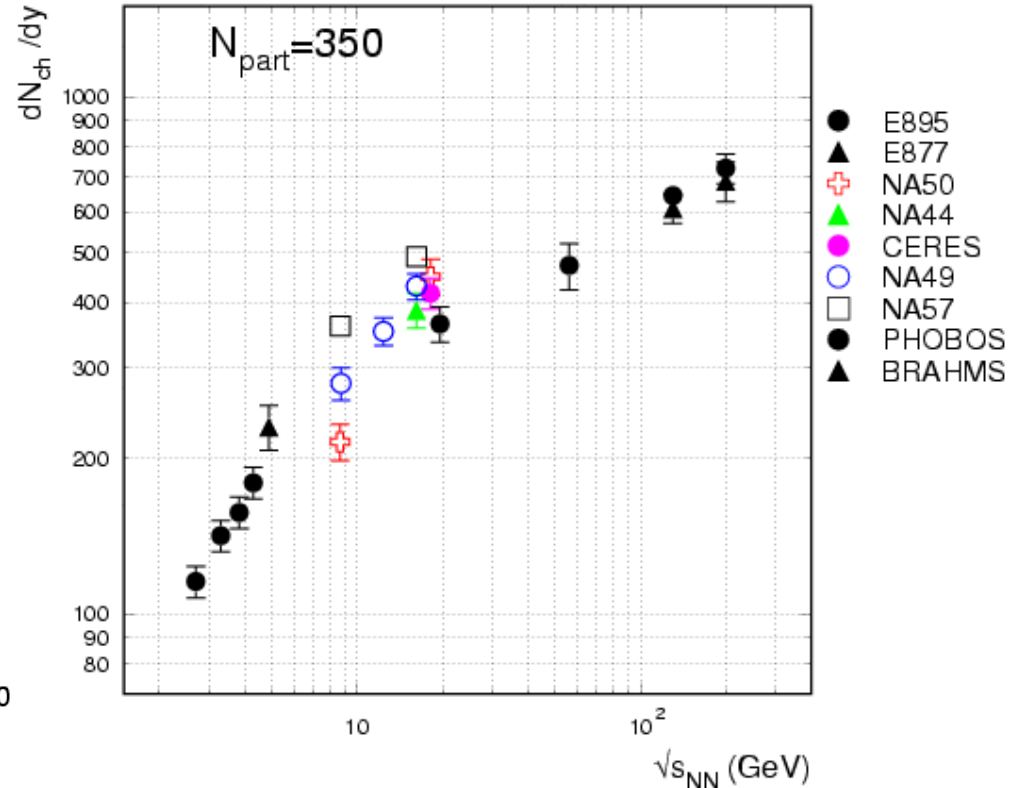 dN_ch /dy
N_part=350
1000
900
800
700
600
500
400
300
200
100
90
80
0
10
10²
√s_NN (GeV)
E895
E877
NA50
NA44
CERES
NA49
NA57
PHOBOS
BRAHMS